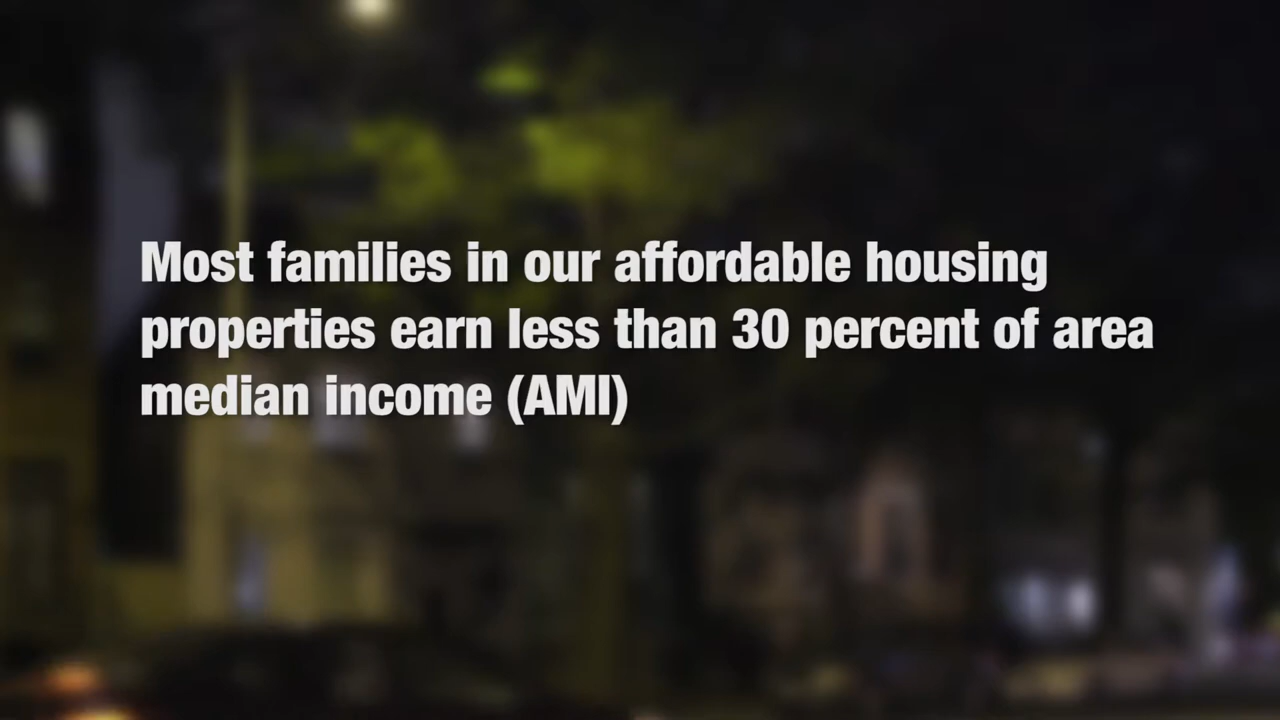 Most families in our affordable housing
properties earn less than 30 percent of area
median income (AMI)